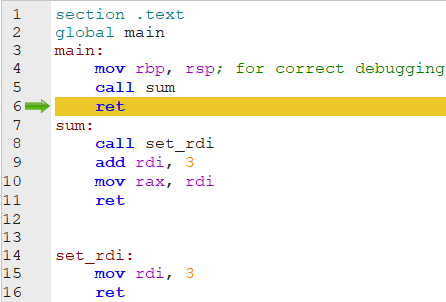 1 section .text
2 global main
3 main:
4 mov rbp, rsp; for correct debugging
5 call sum
6 ret
7 sum:
8 call set_rdi
9 add rdi, 3
10 mov rax, rdi
11 ret
12
13
14 set_rdi:
15 mov rdi, 3
16 ret